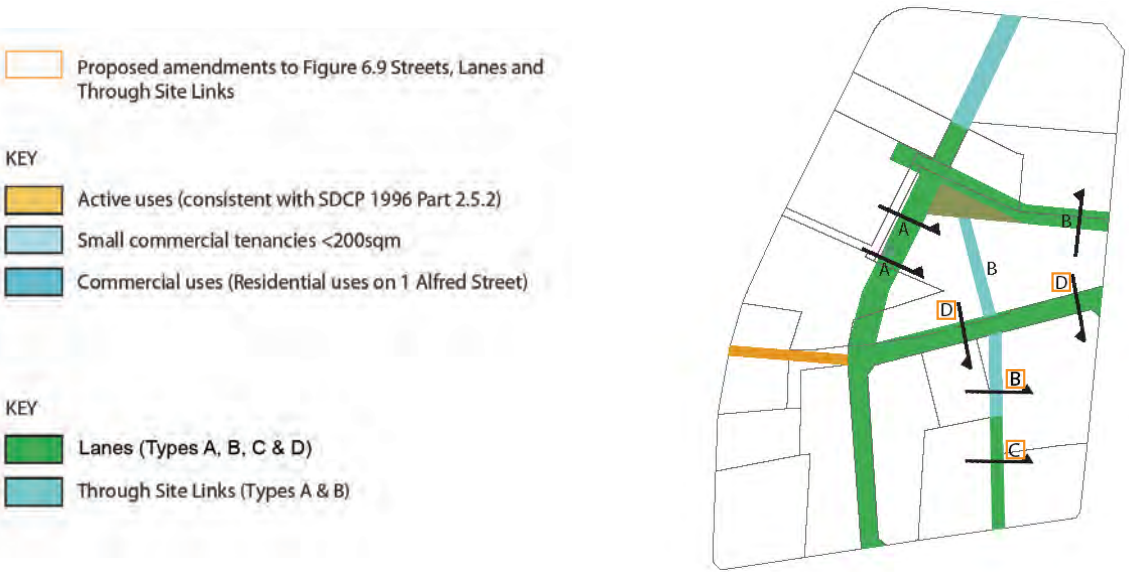 Proposed amendments to Figure 6.9 Streets, Lanes and
Through Site Links
KEY
Active uses (consistent with SDCP 1996 Part 2.5.2)
Small commercial tenancies <200sqm
Commercial uses (Residential uses on 1 Alfred Street)
KEY
Lanes (Types A, B, C & D)
Through Site Links (Types A & B)
B
A
A
B
D
D
B
C